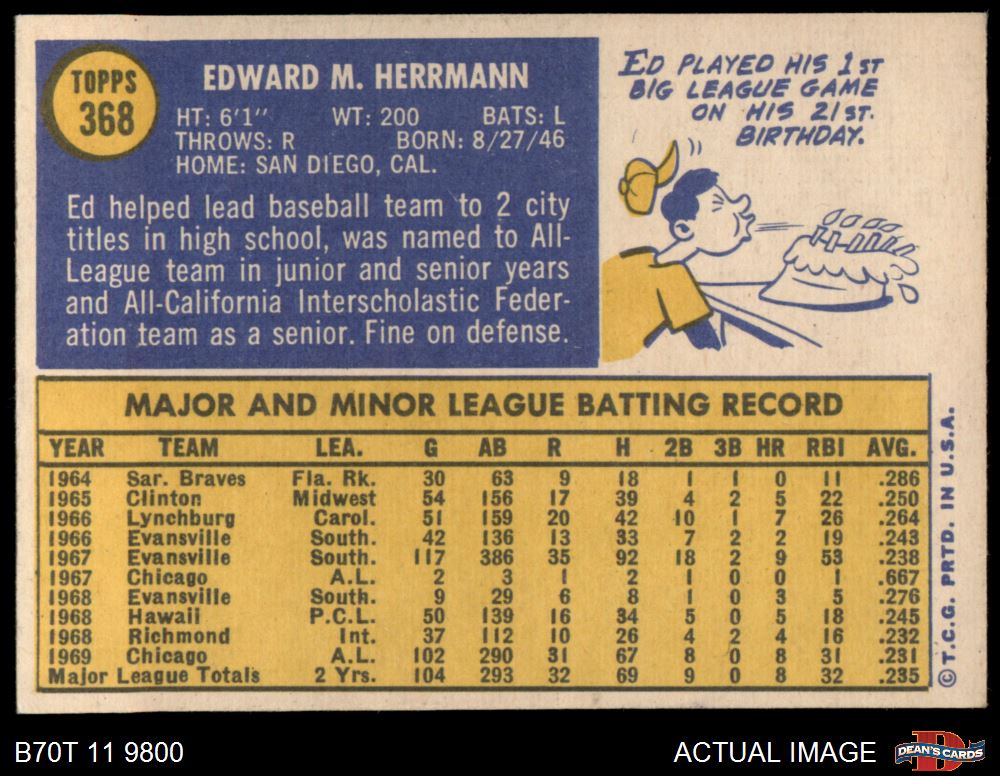 TOPPS
368
EDWARD M. HERRMANN
HT: 6'1" WT: 200 BATS: L
THROWS: R BORN: 8/27/46
HOME: SAN DIEGO, CAL.
Ed helped lead baseball team to 2 city
titles in high school, was named to All-
League team in junior and senior years
and All-California Interscholastic Feder-
ation team as a senior. Fine on defense.
ED PLAYED HIS 1ST
BIG LEAGUE GAME
ON HIS 21ST.
BIRTHDAY.
MAJOR AND MINOR LEAGUE BATTING RECORD
YEAR TEAM LEA. G AB R H 2B 3B HR RBI AVG.
1964 Sar. Braves Fla. Rk. 30 63 9 18 1 1 0 11 .286
1965 Clinton Midwest 54 156 17 39 4 2 5 22 .250
1966 Lynchburg Carol. 51 159 20 42 10 1 7 26 .264
1966 Evansville South. 42 136 13 33 7 2 2 19 .243
1967 Evansville South. 117 386 35 92 18 2 9 53 .238
1967 Chicago A.L. 2 3 1 2 1 0 0 1 .667
1968 Evansville South. 9 29 6 8 1 0 3 5 .276
1968 Hawaii P.C.L. 50 139 16 34 5 0 5 18 .245
1968 Richmond Int. 37 112 10 26 4 2 4 16 .232
1969 Chicago A.L. 102 290 31 67 8 0 8 31 .231
Major League Totals 2 Yrs. 104 293 32 69 9 0 8 32 .235
©T.C.G. PRTD. IN U.S.A.
B70T 11 9800
ACTUAL IMAGE
DEAN'S CARDS